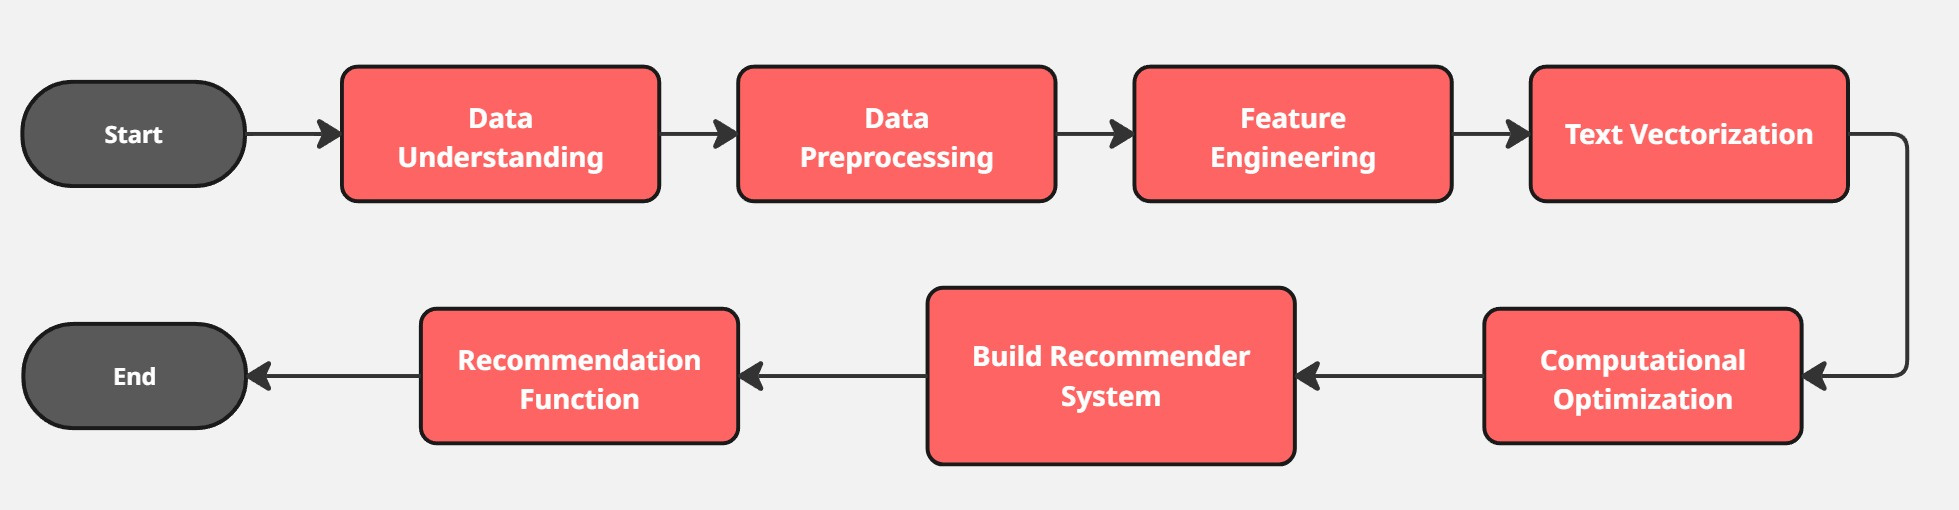 Start
Data
Understanding
Data
Preprocessing
Feature
Engineering
Text Vectorization
Computational
Optimization
Build Recommender
System
Recommendation
Function
End